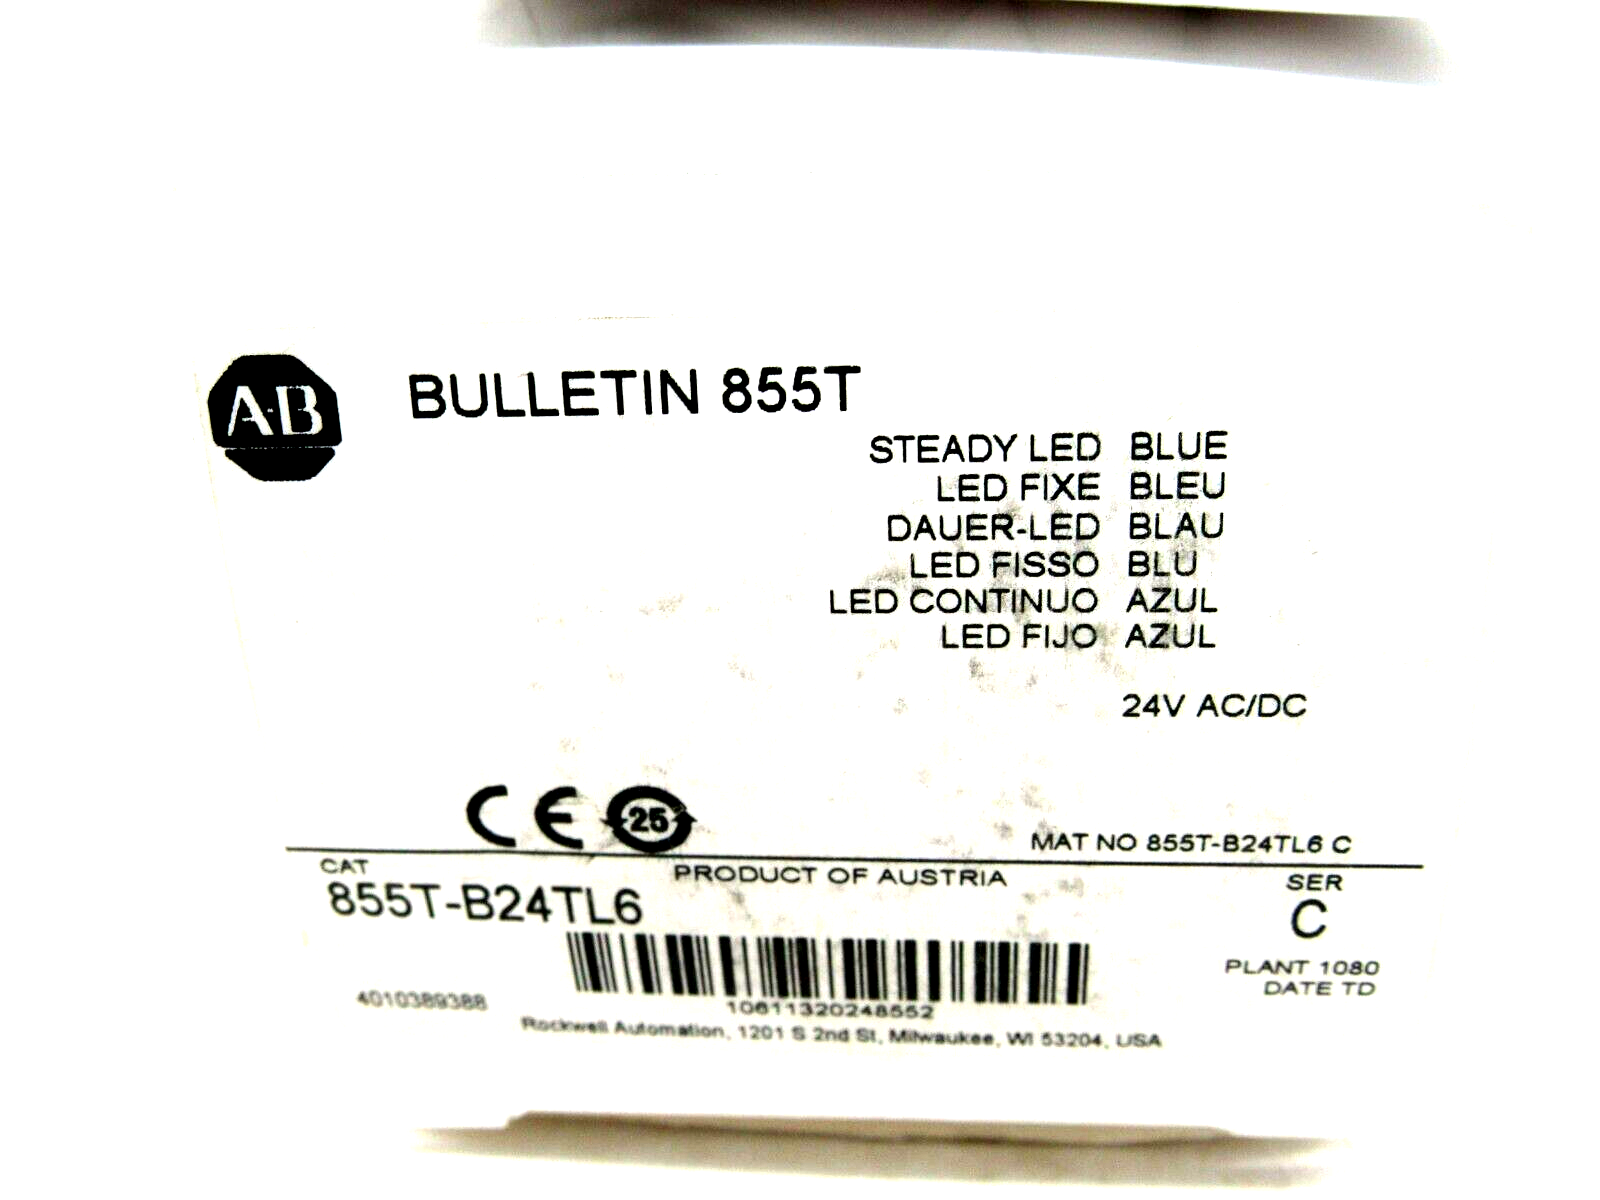 A-B
BULLETIN 855T
STEADY LED BLUE
LED FIXE BLEU
DAUER-LED BLAU
LED FISSO BLU
LED CONTINUO AZUL
LED FIJO AZUL
24V AC/DC
CE 25
MAT NO 855T-B24TL6 C
CAT
PRODUCT OF AUSTRIA
SER
855T-B24TL6
C
PLANT 1080
DATE TD
4010389388
10611320248552
Rockwell Automation, 1201 S 2nd St, Milwaukee, WI 53204, USA